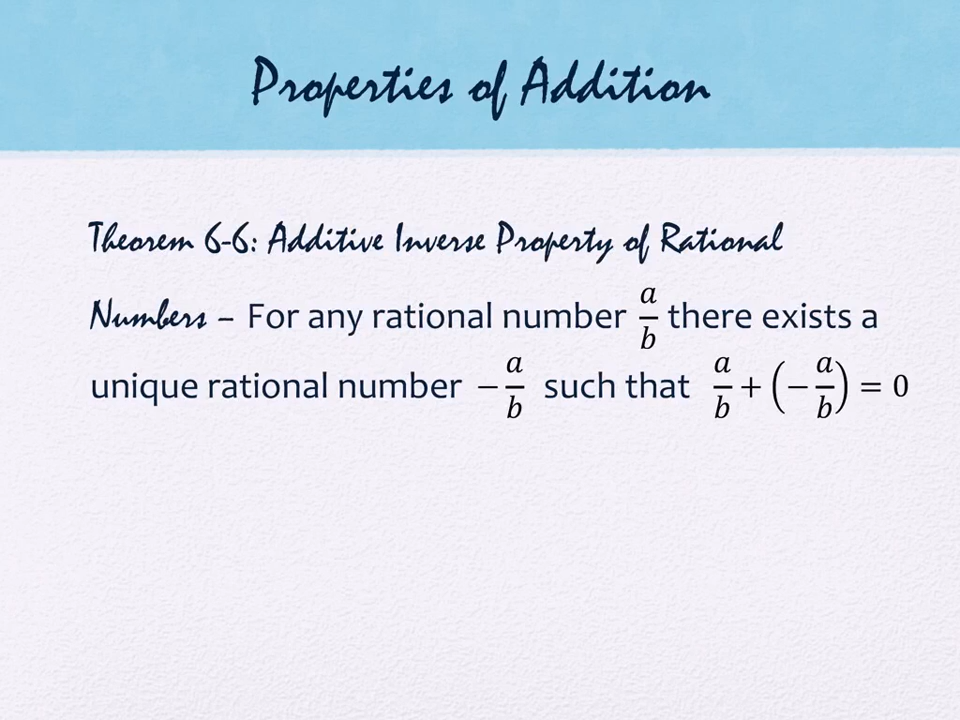 Properties of Addition
Theorem 6-6: Additive Inverse Property of Rational
Numbers – For any rational number a/b there exists a
unique rational number −a/b such that a/b + (−a/b) = 0